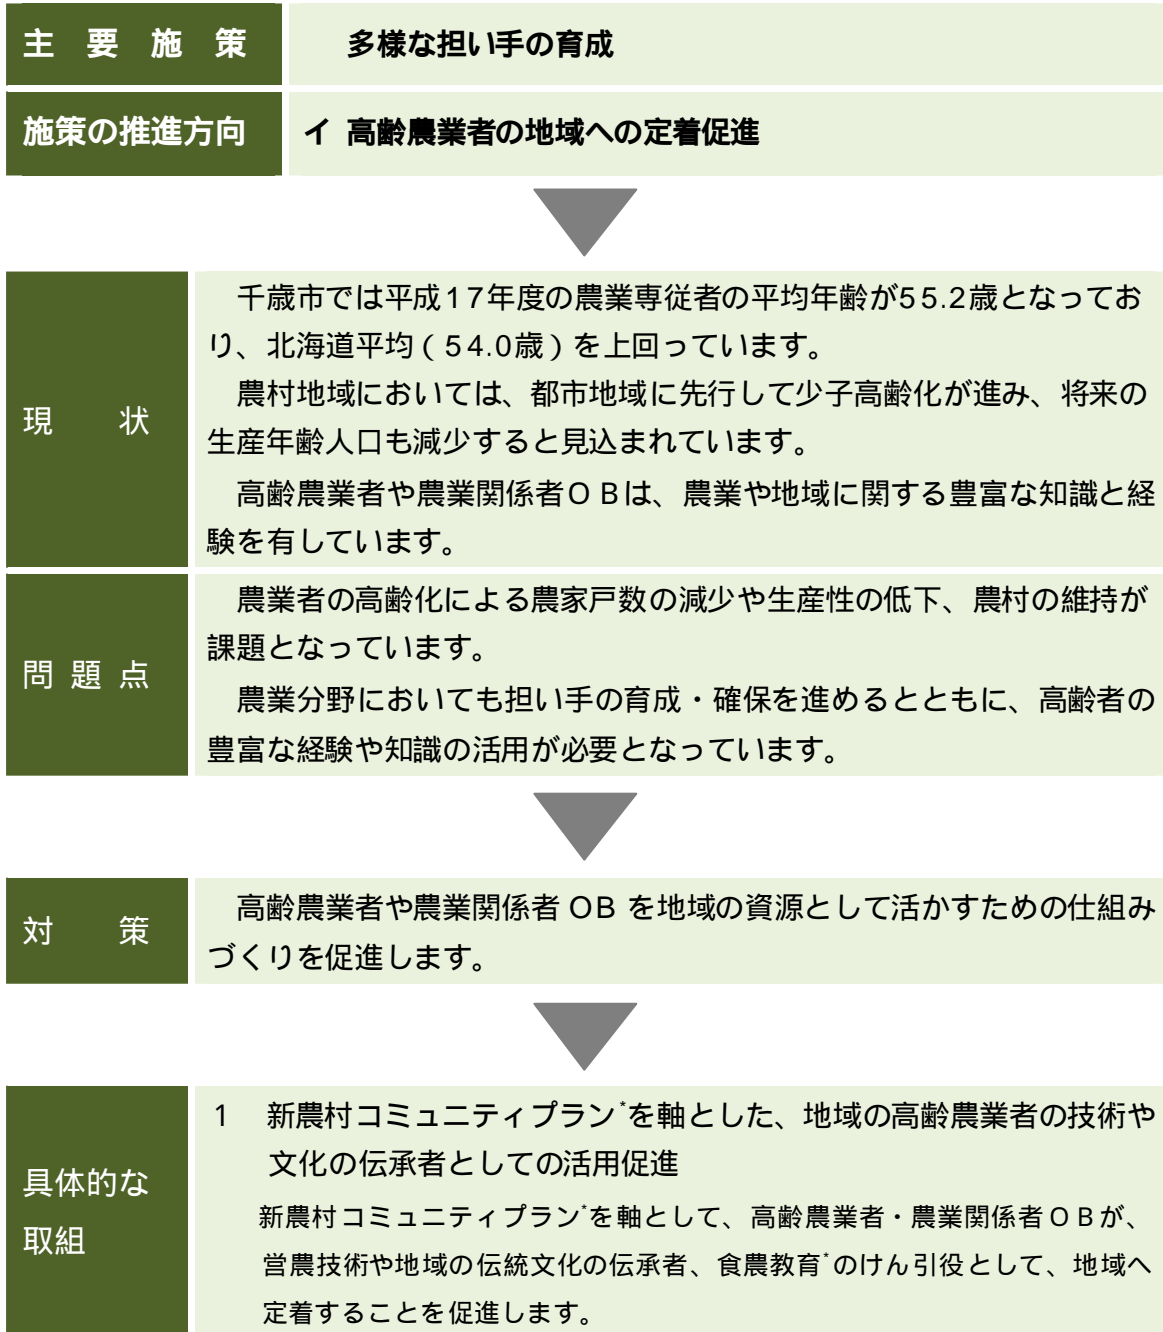 主要施策
多様な担い手の育成
施策の推進方向
イ 高齢農業者の地域への定着促進
現 状
千歳市では平成17年度の農業専従者の平均年齢が55.2歳となってお
り、北海道平均（54.0歳）を上回っています。
農村地域においては、都市地域に先行して少子高齢化が進み、将来の
生産年齢人口も減少すると見込まれています。
高齢農業者や農業関係者ＯＢは、農業や地域に関する豊富な知識と経
験を有しています。
問題点
農業者の高齢化による農家戸数の減少や生産性の低下、農村の維持が
課題となっています。
農業分野においても担い手の育成・確保を進めるとともに、高齢者の
豊富な経験や知識の活用が必要となっています。
対 策
高齢農業者や農業関係者 OB を地域の資源として活かすための仕組み
づくりを促進します。
具体的な
取組
1 新農村コミュニティプラン*を軸とした、地域の高齢農業者の技術や
文化の伝承者としての活用促進
新農村コミュニティプラン*を軸として、高齢農業者・農業関係者ＯＢが、
営農技術や地域の伝統文化の伝承者、食農教育*のけん引役として、地域へ
定着することを促進します。